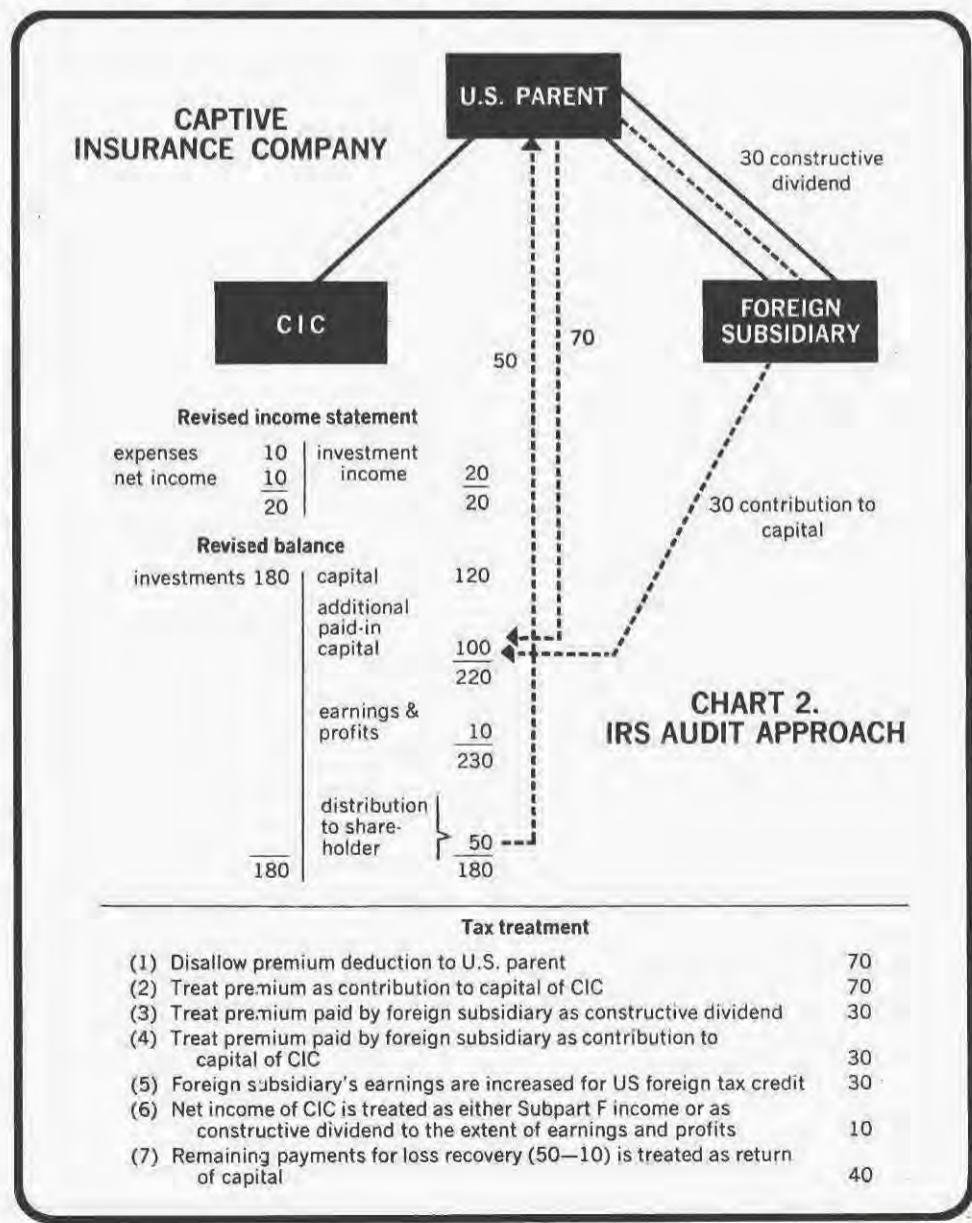 U.S. PARENT
CAPTIVE
INSURANCE COMPANY
30 constructive
dividend
CIC
FOREIGN
SUBSIDIARY
50
70
Revised income statement
expenses 10 investment
net income 10 income 20
20 20
30 contribution to
capital
Revised balance
investments 180 capital 120
additional
paid-in
capital 100
220
CHART 2.
IRS AUDIT APPROACH
earnings &
profits 10
230
distribution
to share-
holder 50
180 180
Tax treatment
(1) Disallow premium deduction to U.S. parent 70
(2) Treat premium as contribution to capital of CIC 70
(3) Treat premium paid by foreign subsidiary as constructive dividend 30
(4) Treat premium paid by foreign subsidiary as contribution to
capital of CIC 30
(5) Foreign subsidiary's earnings are increased for US foreign tax credit 30
(6) Net income of CIC is treated as either Subpart F income or as
constructive dividend to the extent of earnings and profits 10
(7) Remaining payments for loss recovery (50—10) is treated as return
of capital 40